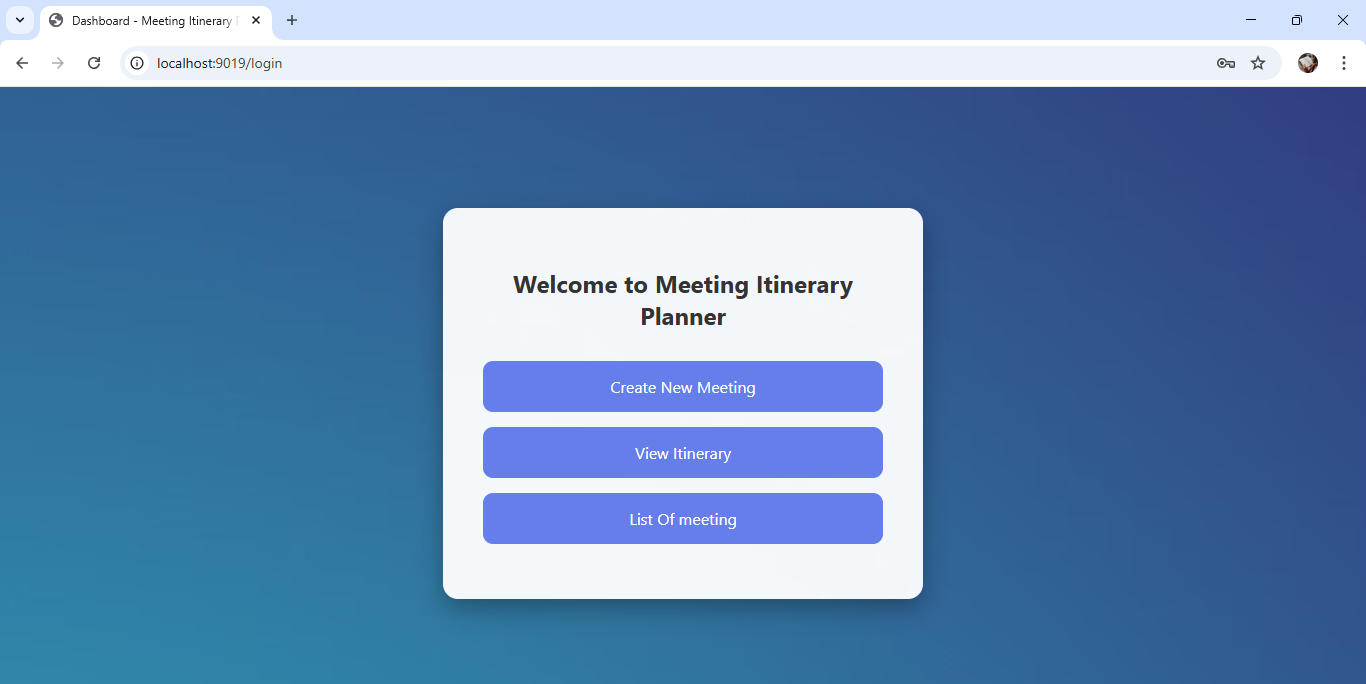 Dashboard - Meeting Itinerary
localhost:9019/login
Welcome to Meeting Itinerary
Planner
Create New Meeting
View Itinerary
List Of meeting